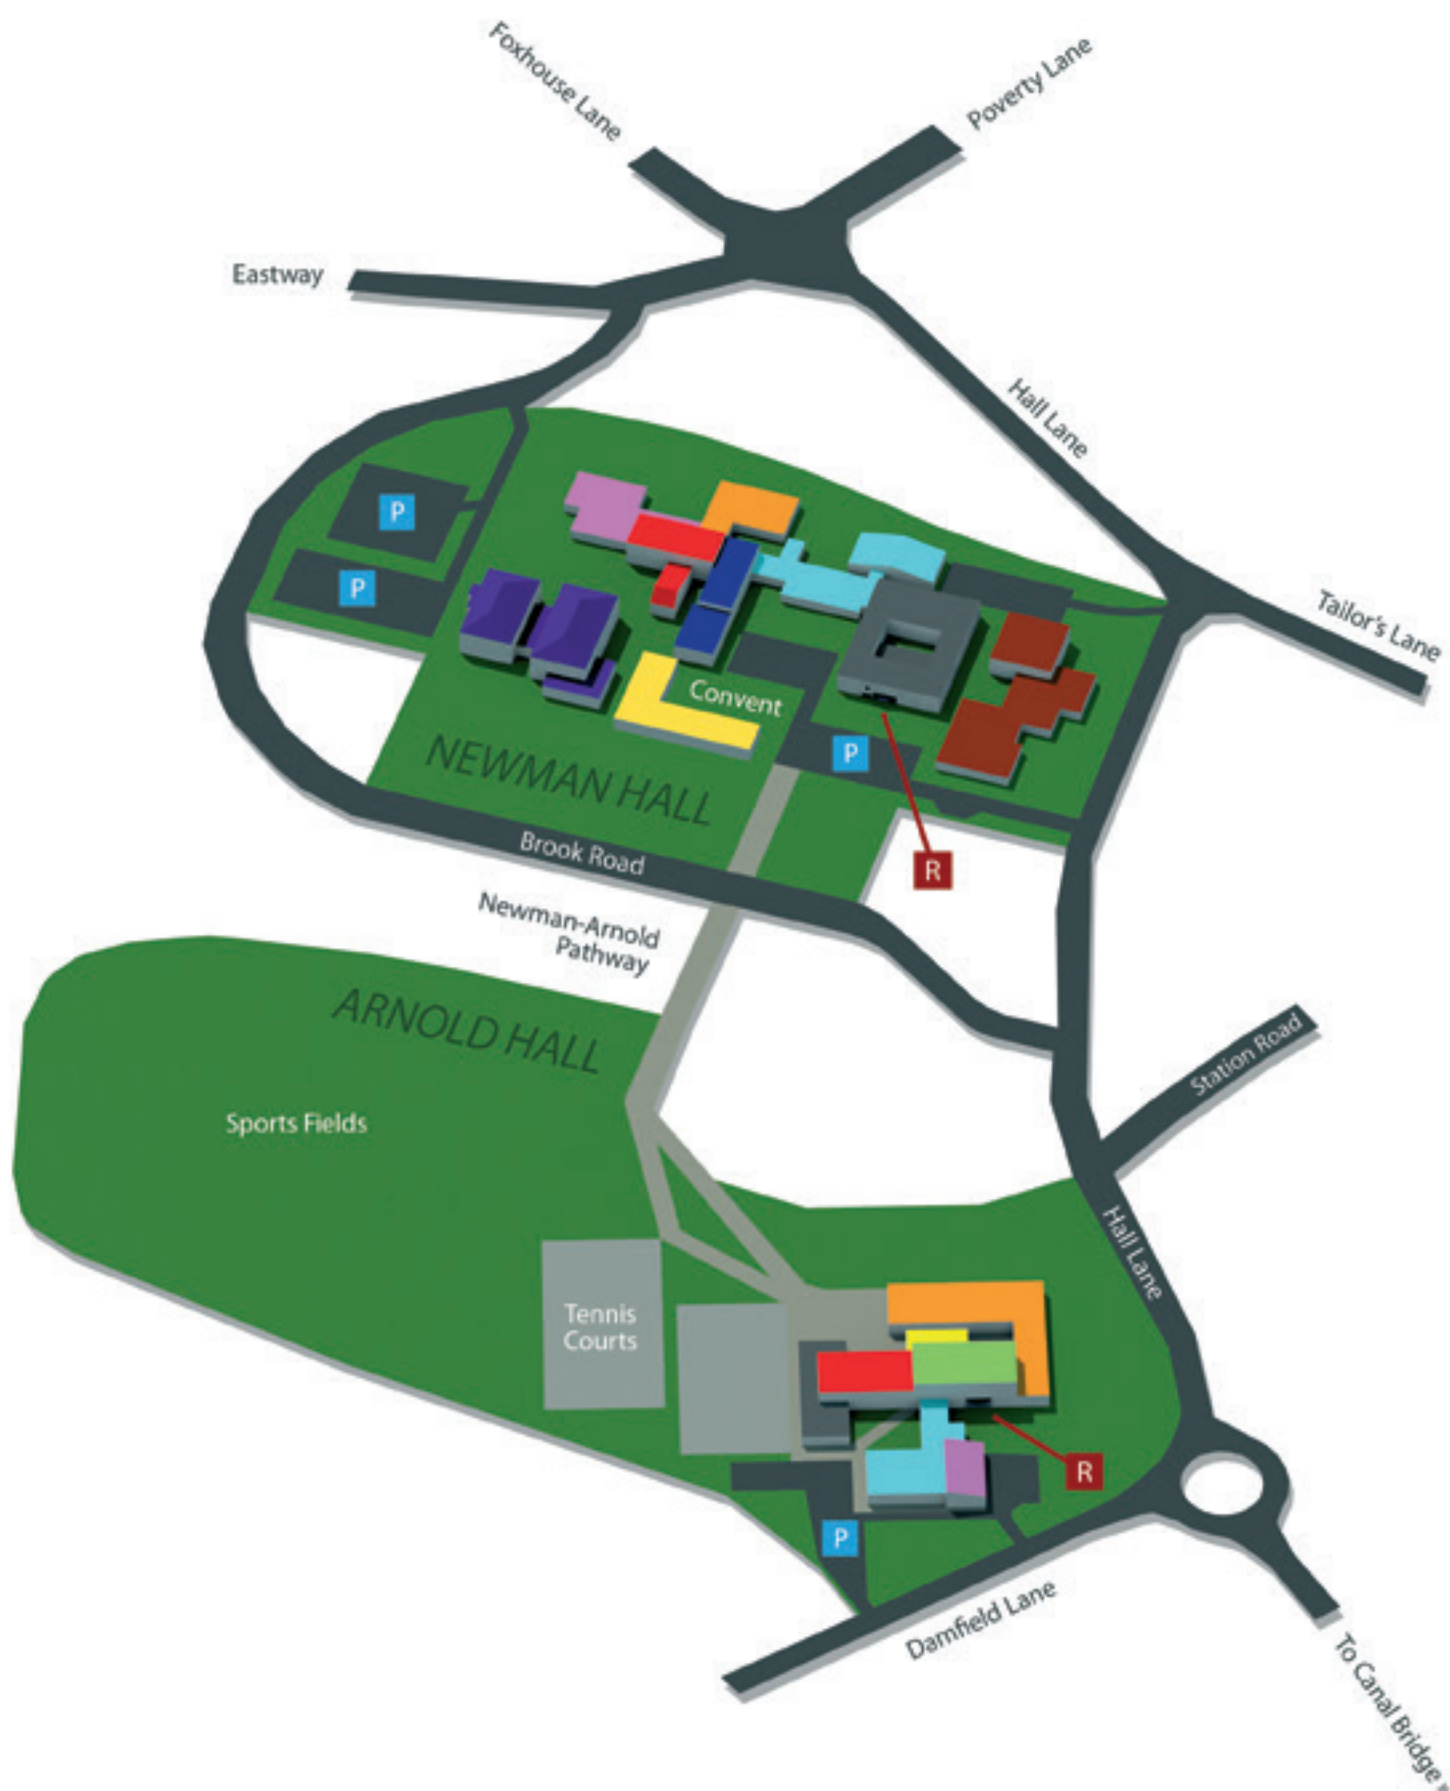 Foxhouse Lane
Poverty Lane
Eastway
Hall Lane
P
P
Tailor's Lane
Convent
NEWMAN HALL
P
Brook Road
R
Newman-Arnold
Pathway
ARNOLD HALL
Station Road
Sports Fields
Hall Lane
Tennis
Courts
R
P
Damfield Lane
To Canal Bridge